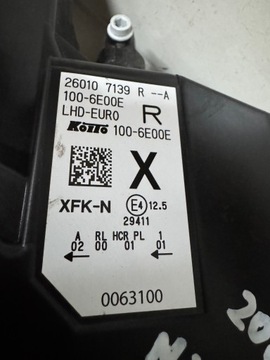 26010 7139 R --A
100-6E00E
LHD-EURO R
KOITO 100-6E00E
X
XFK-N E4 12.5
29411
A RL HCR PL 1
02 00 01 01
0063100